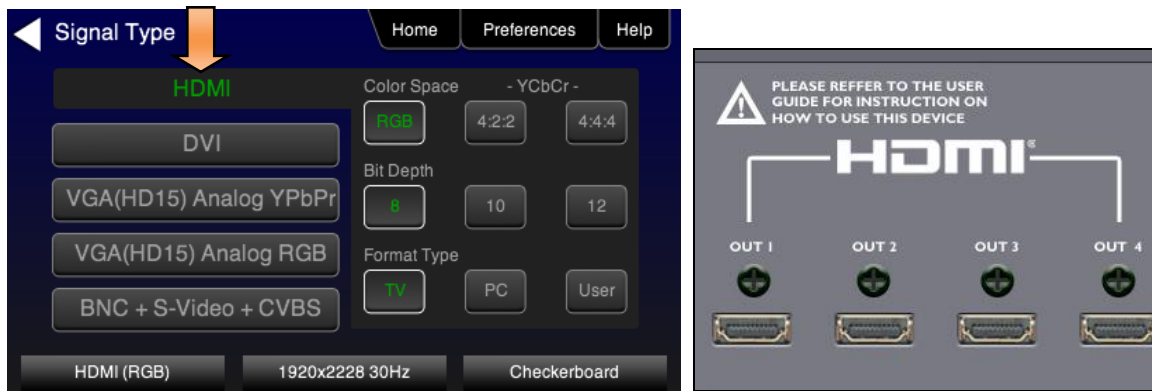 Signal Type
Home
Preferences
Help
HDMI
DVI
VGA(HD15) Analog YPbPr
VGA(HD15) Analog RGB
BNC + S-Video + CVBS
Color Space
- YCbCr -
RGB
4:2:2
4:4:4
Bit Depth
8
10
12
Format Type
TV
PC
User
HDMI (RGB)
1920x2228 30Hz
Checkerboard
PLEASE REFFER TO THE USER
GUIDE FOR INSTRUCTION ON
HOW TO USE THIS DEVICE
HDMI®
OUT 1
OUT 2
OUT 3
OUT 4